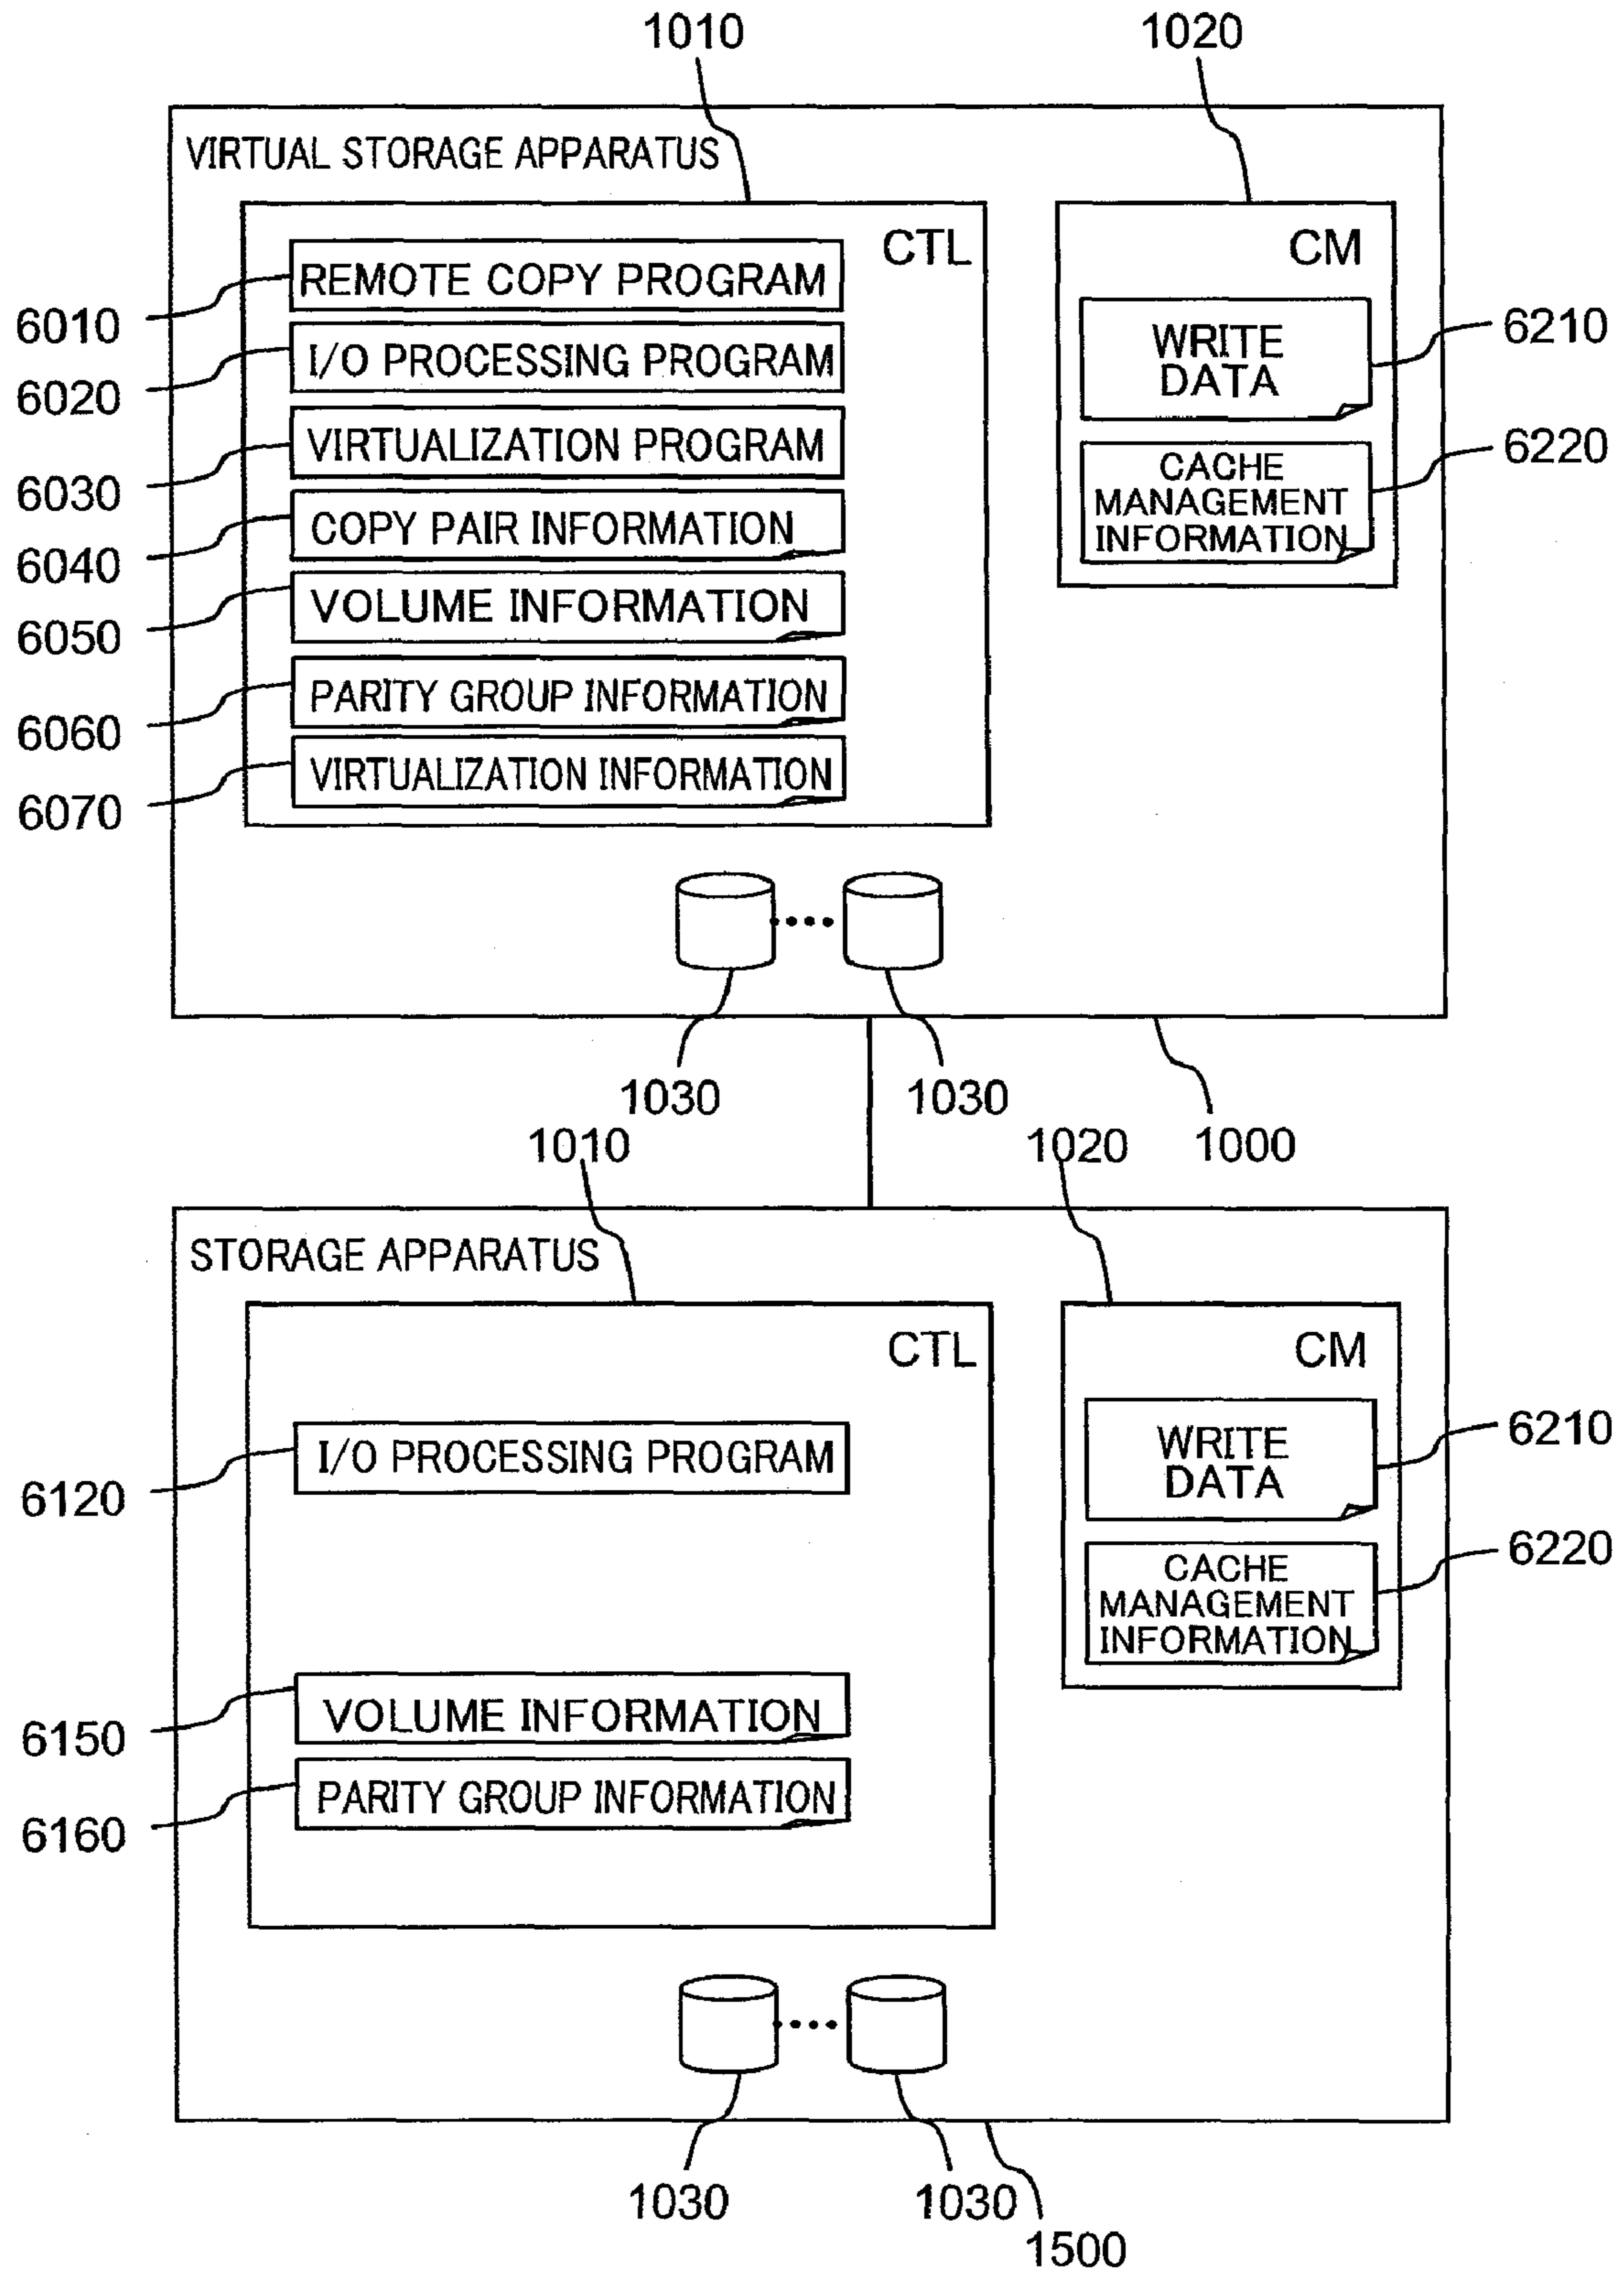 1010
1020
VIRTUAL STORAGE APPARATUS
CTL
CM
6010
REMOTE COPY PROGRAM
6020
I/O PROCESSING PROGRAM
6030
VIRTUALIZATION PROGRAM
6040
COPY PAIR INFORMATION
6050
VOLUME INFORMATION
6060
PARITY GROUP INFORMATION
6070
VIRTUALIZATION INFORMATION
WRITE
DATA
6210
CACHE
MANAGEMENT
INFORMATION
6220
1030
1030
1000
1010
1020
STORAGE APPARATUS
CTL
CM
6120
I/O PROCESSING PROGRAM
6150
VOLUME INFORMATION
6160
PARITY GROUP INFORMATION
WRITE
DATA
6210
CACHE
MANAGEMENT
INFORMATION
6220
1030
1030
1500